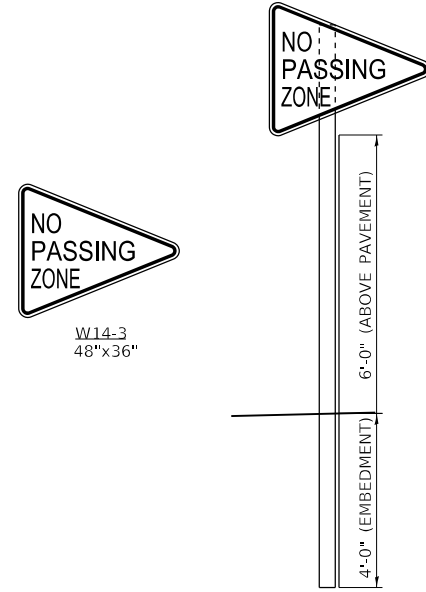 NO
PASSING
ZONE
W14-3
48"x36"
NO
PASSING
ZONE
6'-0" (ABOVE PAVEMENT)
4'-0" (EMBEDMENT)